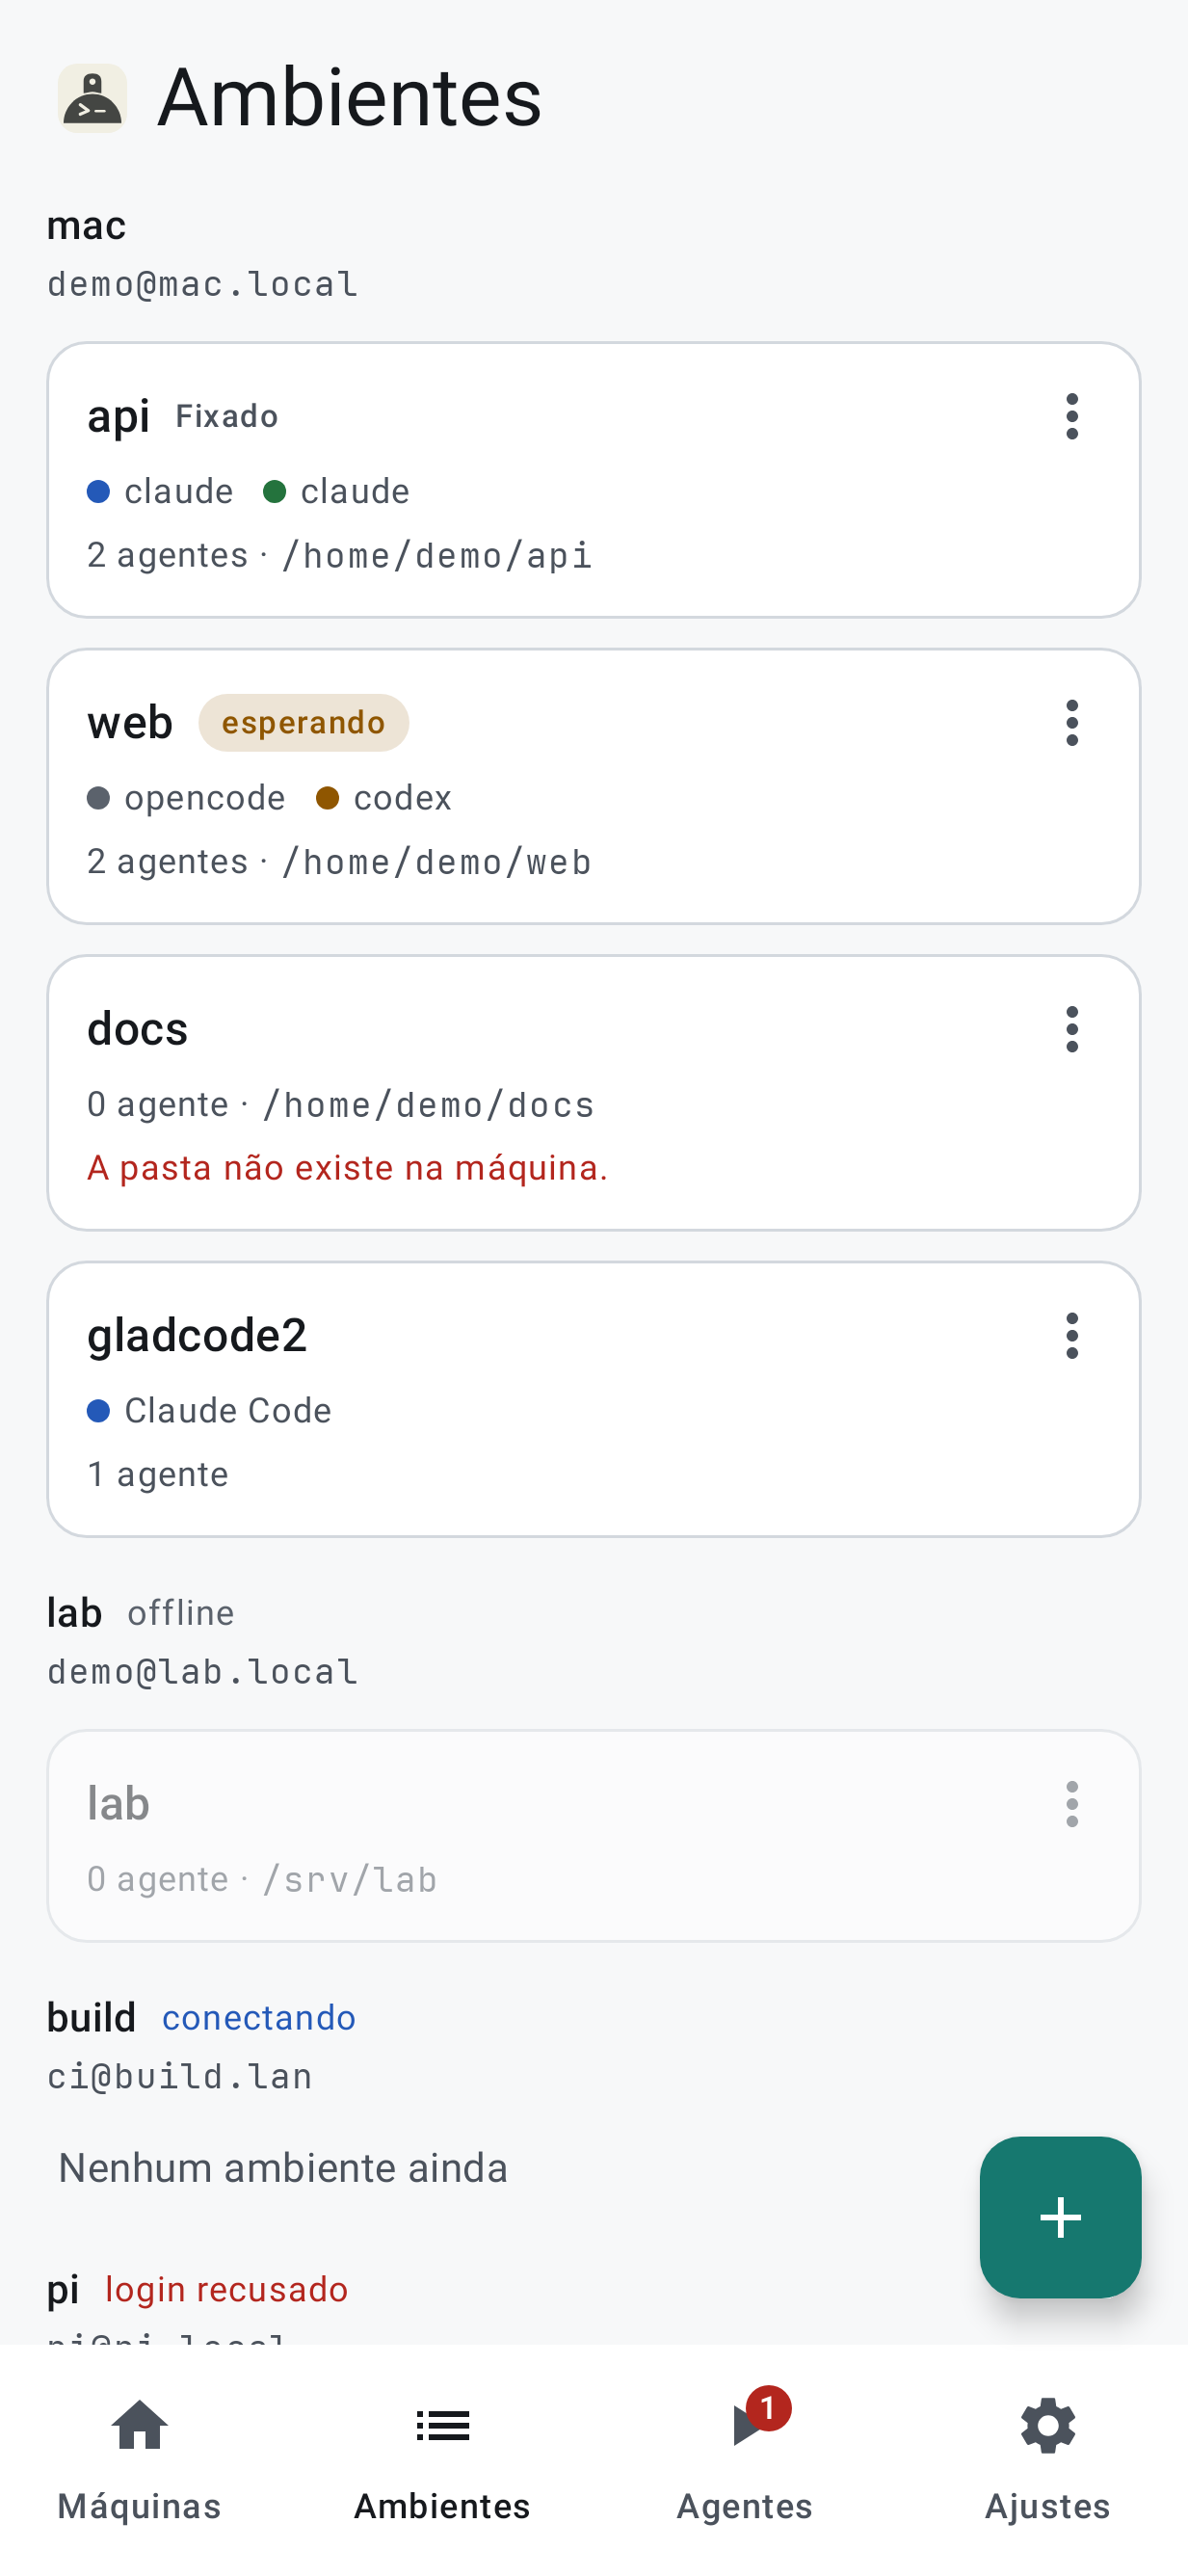 >_ Ambientes
mac
demo@mac.local
api Fixado
claude claude
2 agentes · /home/demo/api
web esperando
opencode codex
2 agentes · /home/demo/web
docs
0 agente · /home/demo/docs
A pasta não existe na máquina.
gladcode2
Claude Code
1 agente
lab offline
demo@lab.local
lab
0 agente · /srv/lab
build conectando
ci@build.lan
Nenhum ambiente ainda
pi login recusado
1
Máquinas Ambientes Agentes Ajustes